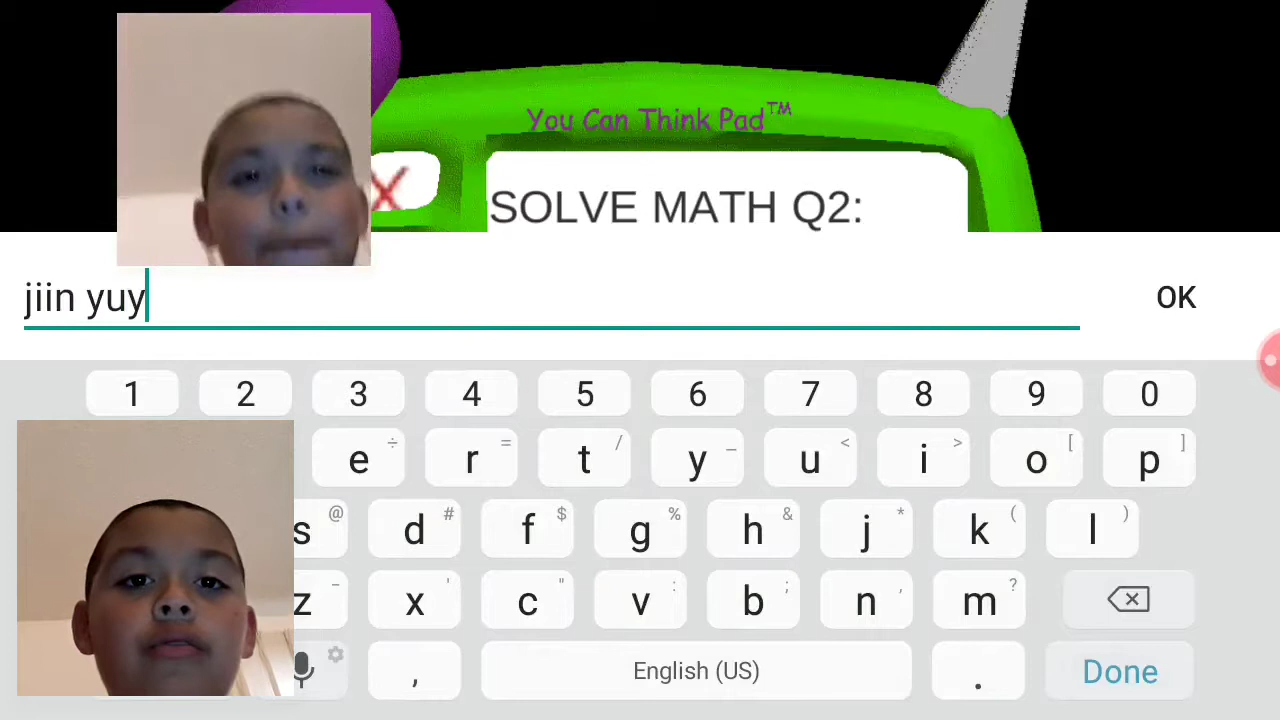 You Can Think Pad™
X
SOLVE MATH Q2:
jiin yuy
OK
1 2 3 4 5 6 7 8 9 0
e ÷ r = t / y _ u < i > o [ p ]
s @ d # f $ g % h & j * k ( l )
z - x ' c " v : b ; n , m ?
, English (US) . Done